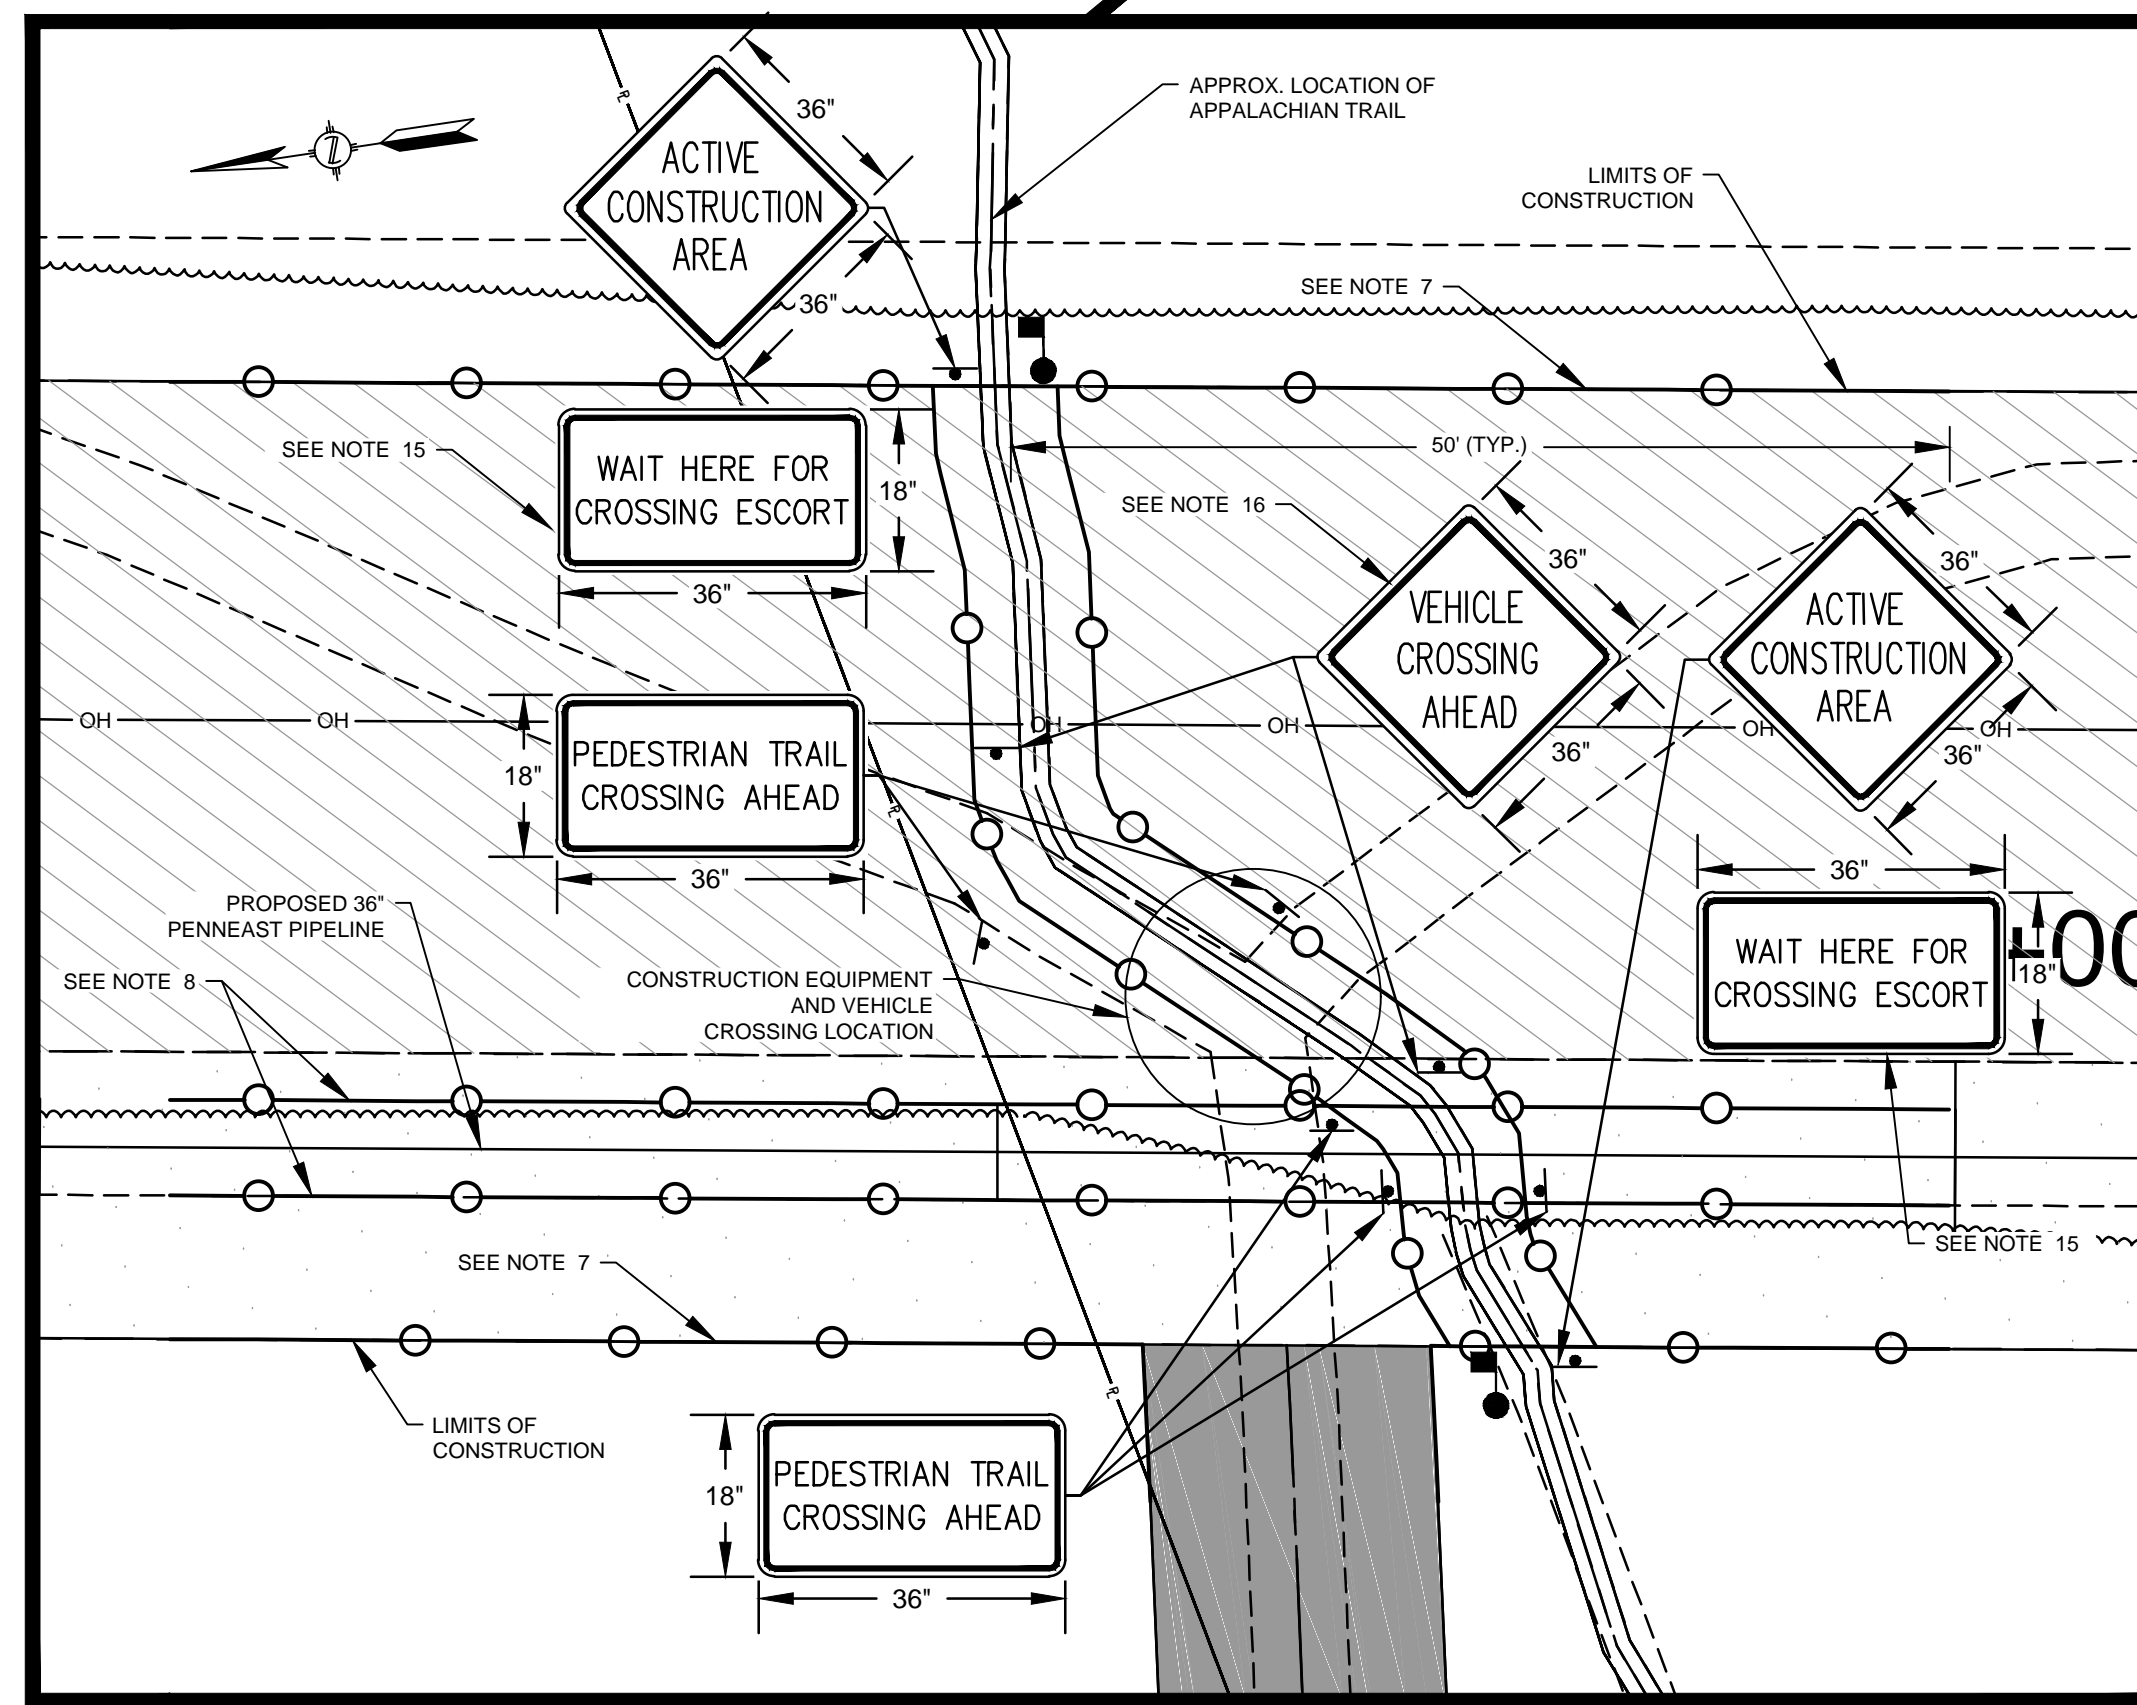 APPROX. LOCATION OF
APPALACHIAN TRAIL
36"
ACTIVE
CONSTRUCTION
AREA
36"
LIMITS OF
CONSTRUCTION
SEE NOTE 7
SEE NOTE 15
WAIT HERE FOR
CROSSING ESCORT
18"
36"
50' (TYP.)
SEE NOTE 16
VEHICLE
CROSSING
AHEAD
36"
36"
ACTIVE
CONSTRUCTION
AREA
36"
36"
OH
OH
OH
OH
OH
OH
PEDESTRIAN TRAIL
CROSSING AHEAD
18"
36"
PROPOSED 36"
PENNEAST PIPELINE
SEE NOTE 8
CONSTRUCTION EQUIPMENT
AND VEHICLE
CROSSING LOCATION
36"
WAIT HERE FOR
CROSSING ESCORT
18"
SEE NOTE 15
SEE NOTE 7
LIMITS OF
CONSTRUCTION
PEDESTRIAN TRAIL
CROSSING AHEAD
18"
36"